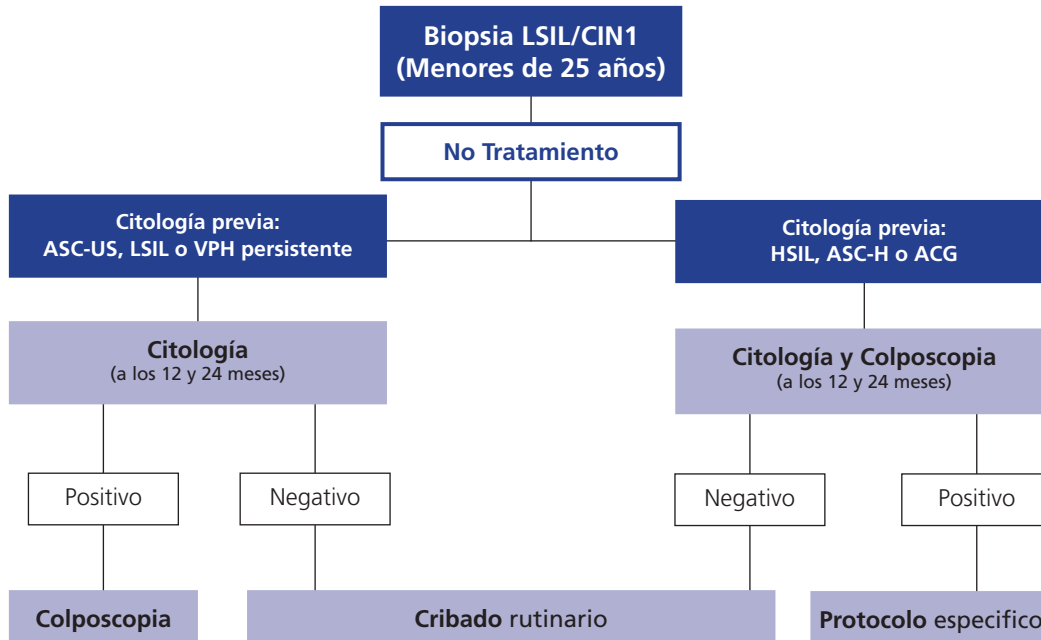 Biopsia LSIL/CIN1
(Menores de 25 años)
No Tratamiento
Citología previa:
ASC-US, LSIL o VPH persistente
Citología previa:
HSIL, ASC-H o ACG
Citología
(a los 12 y 24 meses)
Citología y Colposcopia
(a los 12 y 24 meses)
Positivo
Negativo
Negativo
Positivo
Colposcopia
Cribado rutinario
Protocolo especifico